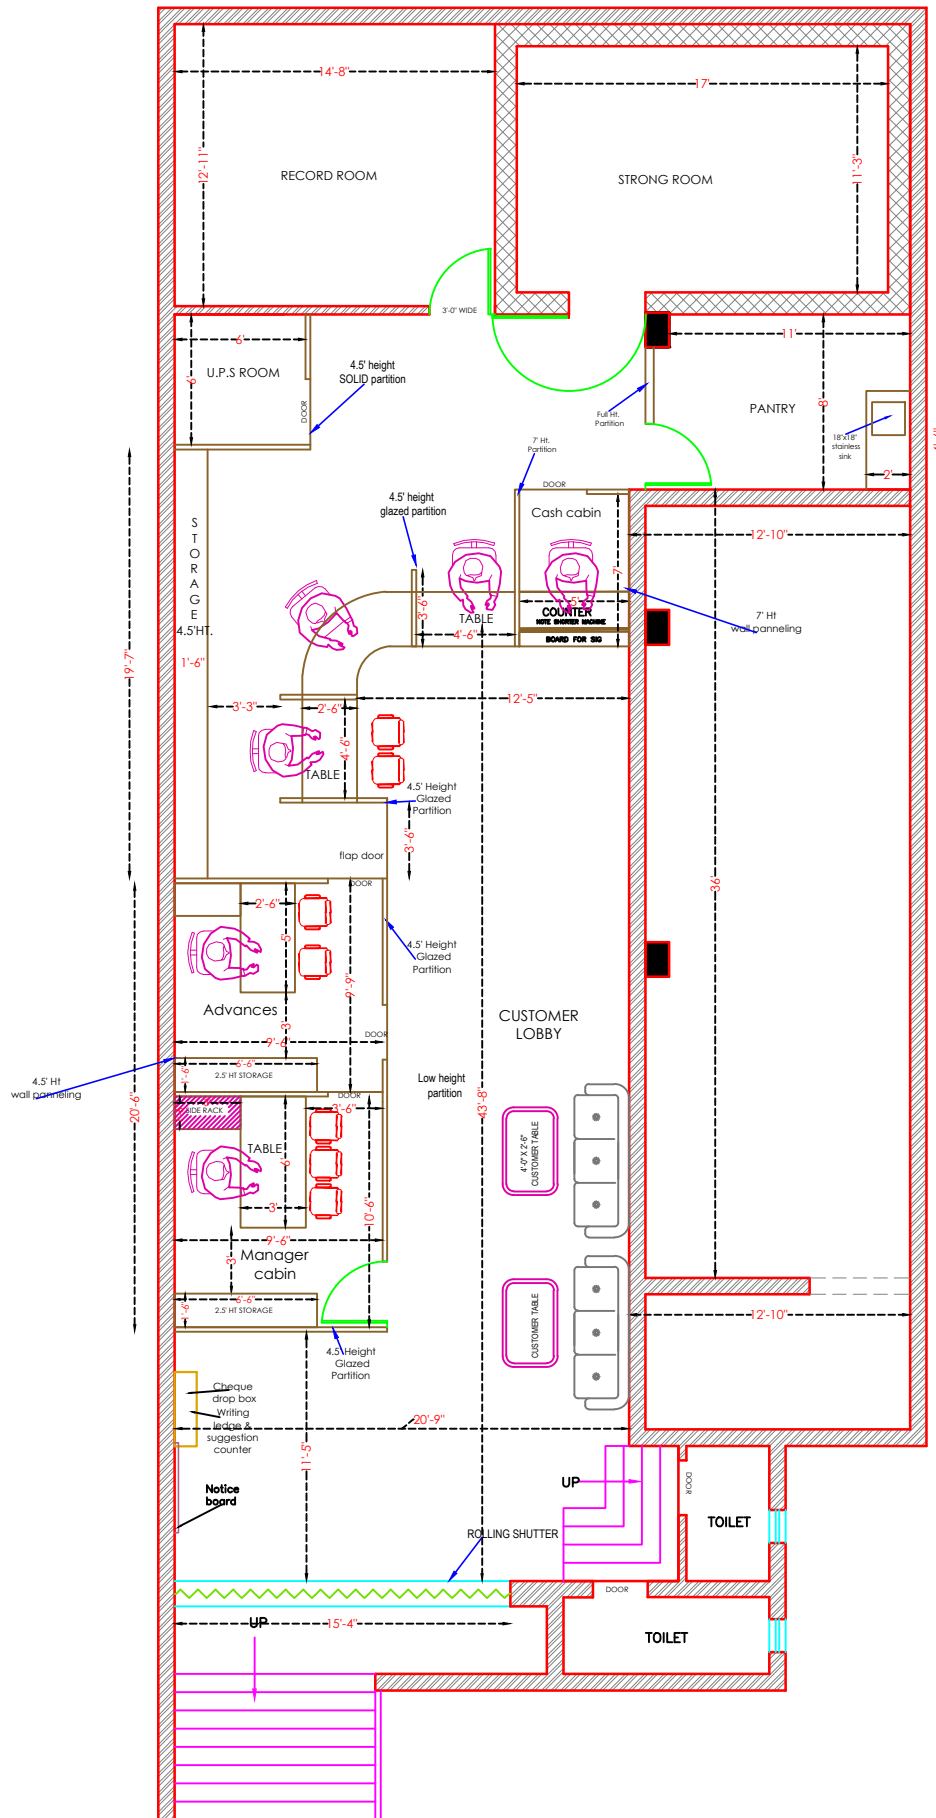 14'-8"
17'
12'-11"
11'-3"
RECORD ROOM
STRONG ROOM
3'-0" WIDE
6'
11'
4.5' height
SOLID partition
U.P.S ROOM
6'
DOOR
Full Ht.
Partition
PANTRY
8'
18"x18"
stainless
sink
2'
7' Ht.
Partition
DOOR
4.5' height
glazed partition
Cash cabin
12'-10"
S
T
O
R
A
G
E
4.5'HT.
1'-6"
7'
5'
3'-6"
TABLE
4'-6"
COUNTER
NOTE SHORTER MACHINE
BOARD FOR SIG
7' Ht
wall panneling
19'-7"
3'-3"
2'-6"
12'-5"
4'-6"
TABLE
4.5' Height
Glazed
Partition
3'-6"
flap door
DOOR
36'
2'-6"
5'
4.5' Height
Glazed
Partition
9'-9"
Advances
3'
DOOR
CUSTOMER
LOBBY
9'-6"
4.5' Ht
wall panneling
6'-6"
1'-6"
2.5' HT STORAGE
Low height
partition
20'-6"
43'-8"
DOOR
SIDE RACK
3'-6"
TABLE
6'
4'-0" X 2'-6"
CUSTOMER TABLE
3'
10'-6"
9'-6"
Manager
cabin
3'
6'-6"
1'-6"
2.5' HT STORAGE
CUSTOMER TABLE
12'-10"
4.5' Height
Glazed
Partition
Cheque
drop box
Writing
ledge &
suggestion
counter
20'-9"
11'-5"
Notice
board
UP
DOOR
TOILET
ROLLING SHUTTER
DOOR
UP
15'-4"
TOILET